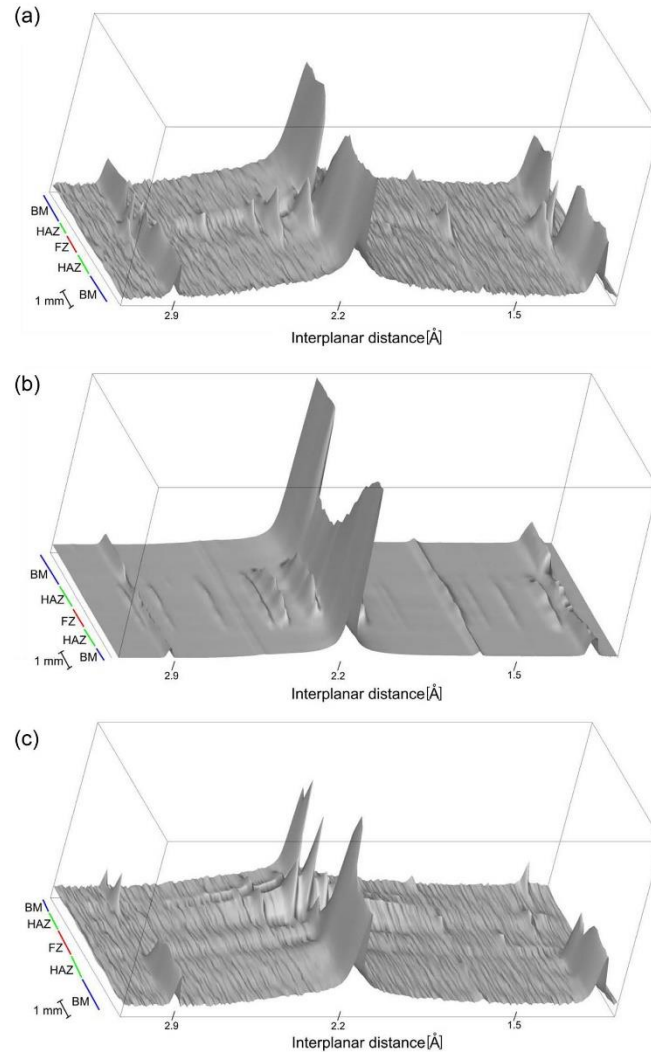 (a)
BM
HAZ
FZ
HAZ
BM
1 mm
2.9
2.2
1.5
Interplanar distance[Å]
(b)
BM
HAZ
FZ
HAZ
BM
1 mm
2.9
2.2
1.5
Interplanar distance[Å]
(c)
BM
HAZ
FZ
HAZ
BM
1 mm
2.9
2.2
1.5
Interplanar distance[Å]